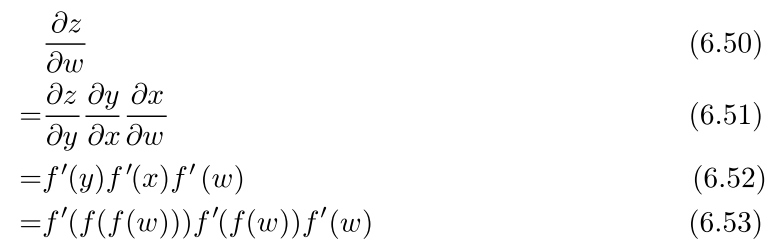 ∂z/∂w (6.50)
=∂z/∂y ∂y/∂x ∂x/∂w (6.51)
=f′(y)f′(x)f′(w) (6.52)
=f′(f(f(w)))f′(f(w))f′(w) (6.53)